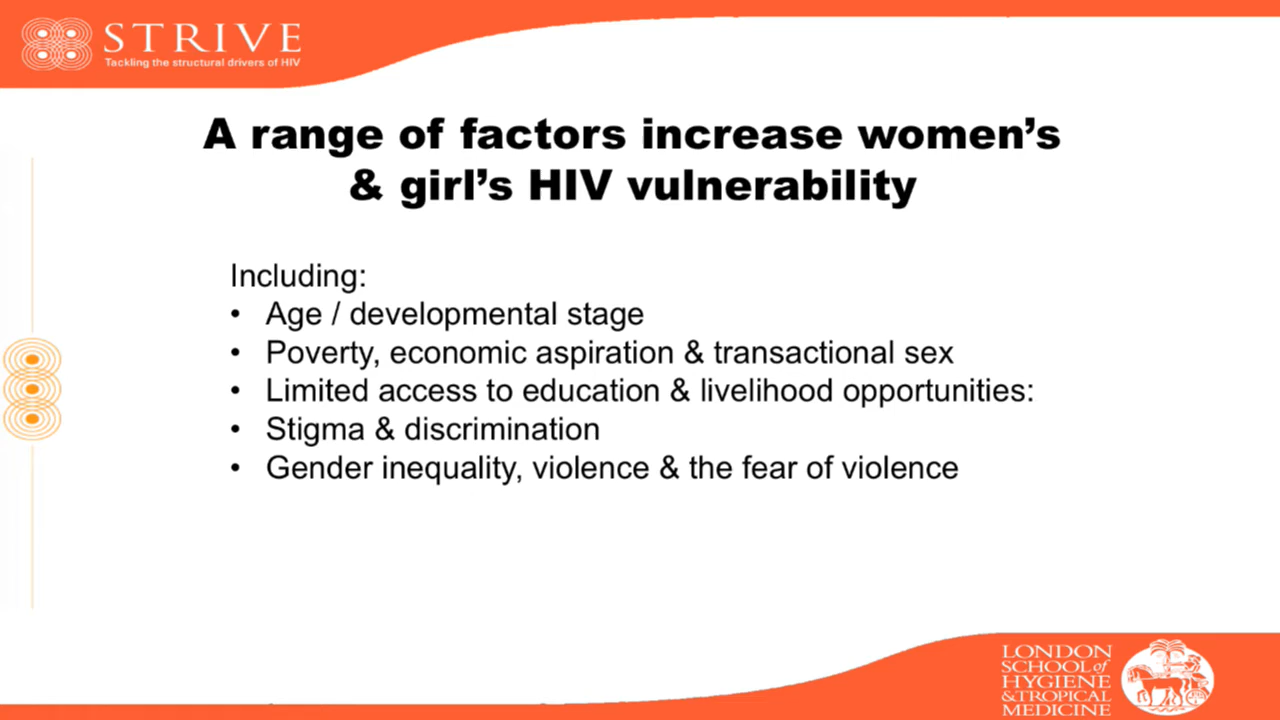 STRIVE
Tackling the structural drivers of HIV
A range of factors increase women’s
& girl’s HIV vulnerability
Including:
• Age / developmental stage
• Poverty, economic aspiration & transactional sex
• Limited access to education & livelihood opportunities:
• Stigma & discrimination
• Gender inequality, violence & the fear of violence
LONDON
SCHOOL of
HYGIENE
& TROPICAL
MEDICINE